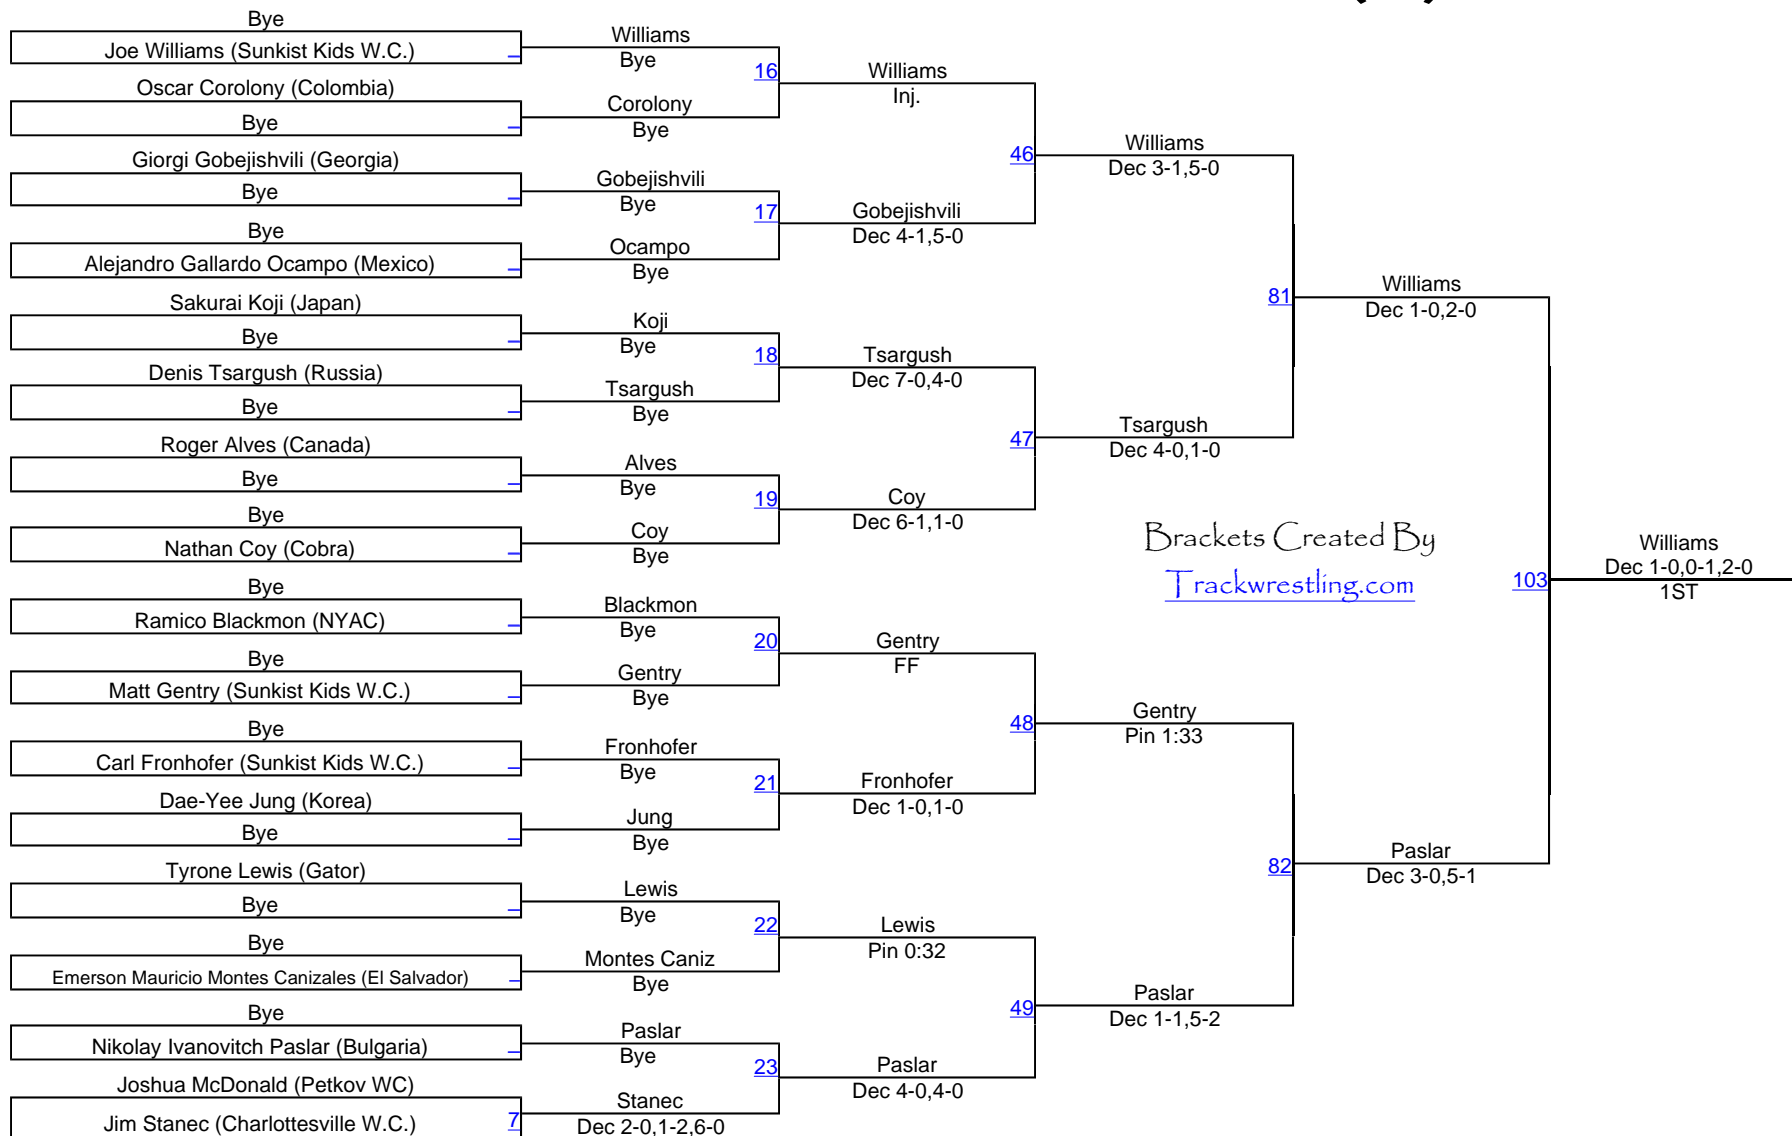 Bye
Joe Williams (Sunkist Kids W.C.)
Oscar Corolony (Colombia)
Bye
Giorgi Gobejishvili (Georgia)
Bye
Bye
Alejandro Gallardo Ocampo (Mexico)
Sakurai Koji (Japan)
Bye
Denis Tsargush (Russia)
Bye
Roger Alves (Canada)
Bye
Bye
Nathan Coy (Cobra)
Bye
Ramico Blackmon (NYAC)
Bye
Matt Gentry (Sunkist Kids W.C.)
Bye
Carl Fronhofer (Sunkist Kids W.C.)
Dae-Yee Jung (Korea)
Bye
Tyrone Lewis (Gator)
Bye
Bye
Emerson Mauricio Montes Canizales (El Salvador)
Bye
Nikolay Ivanovitch Paslar (Bulgaria)
Joshua McDonald (Petkov WC)
Jim Stanec (Charlottesville W.C.)
7
Williams
Bye
16
Corolony
Bye
Gobejishvili
Bye
17
Ocampo
Bye
Koji
Bye
18
Tsargush
Bye
Alves
Bye
19
Coy
Bye
Blackmon
Bye
20
Gentry
Bye
Fronhofer
Bye
21
Jung
Bye
Lewis
Bye
22
Montes Caniz
Bye
Paslar
Bye
23
Stanec
Dec 2-0,1-2,6-0
Williams
Inj.
46
Gobejishvili
Dec 4-1,5-0
Tsargush
Dec 7-0,4-0
47
Coy
Dec 6-1,1-0
Gentry
FF
48
Fronhofer
Dec 1-0,1-0
Lewis
Pin 0:32
49
Paslar
Dec 4-0,4-0
Williams
Dec 3-1,5-0
81
Tsargush
Dec 4-0,1-0
Brackets Created By
Trackwrestling.com
Gentry
Pin 1:33
82
Paslar
Dec 1-1,5-2
Williams
Dec 1-0,2-0
103
Paslar
Dec 3-0,5-1
Williams
Dec 1-0,0-1,2-0
1ST